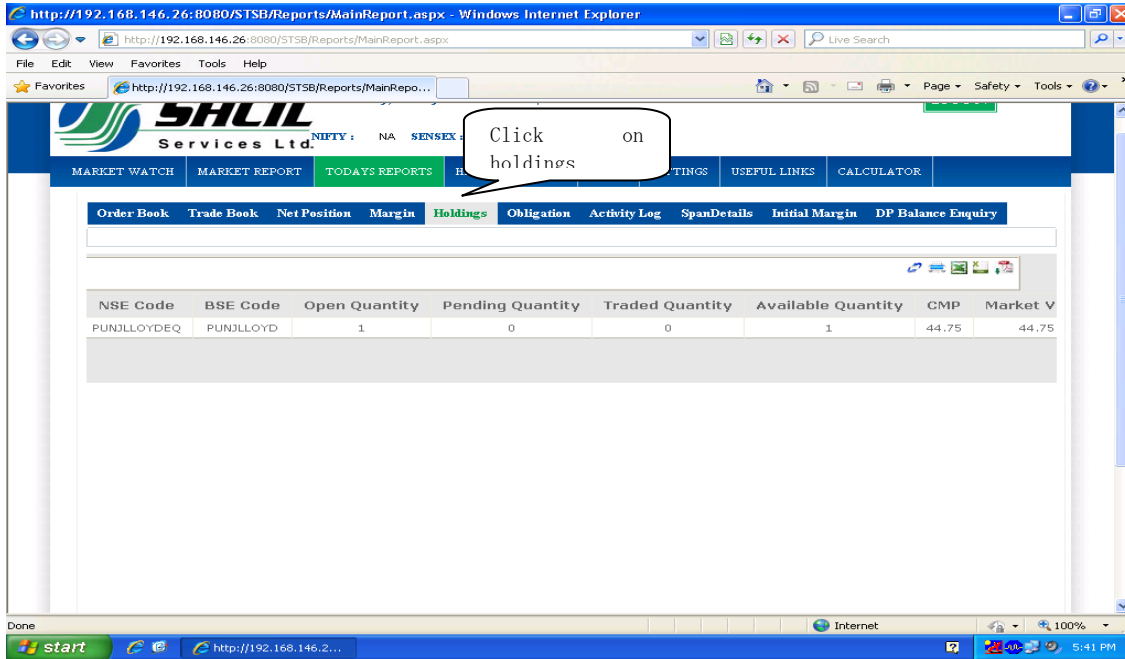 http://192.168.146.26:8080/STSB/Reports/MainReport.aspx - Windows Internet Explorer
http://192.168.146.26:8080/STSB/Reports/MainReport.aspx
Live Search
File Edit View Favorites Tools Help
Favorites
http://192.168.146.26:8080/STSB/Reports/MainRepo...
Page Safety Tools
SHCIL
Services Ltd.
NIFTY : NA SENSEX :
Click on
holdings
MARKET WATCH MARKET REPORT TODAYS REPORTS TINGS USEFUL LINKS CALCULATOR
Order Book Trade Book Net Position Margin Holdings Obligation Activity Log SpanDetails Initial Margin DP Balance Enquiry
NSE Code BSE Code Open Quantity Pending Quantity Traded Quantity Available Quantity CMP Market V
PUNJLLOYDEQ PUNJLLOYD 1 0 0 1 44.75 44.75
Done Internet 100%
start http://192.168.146.2... 5:41 PM